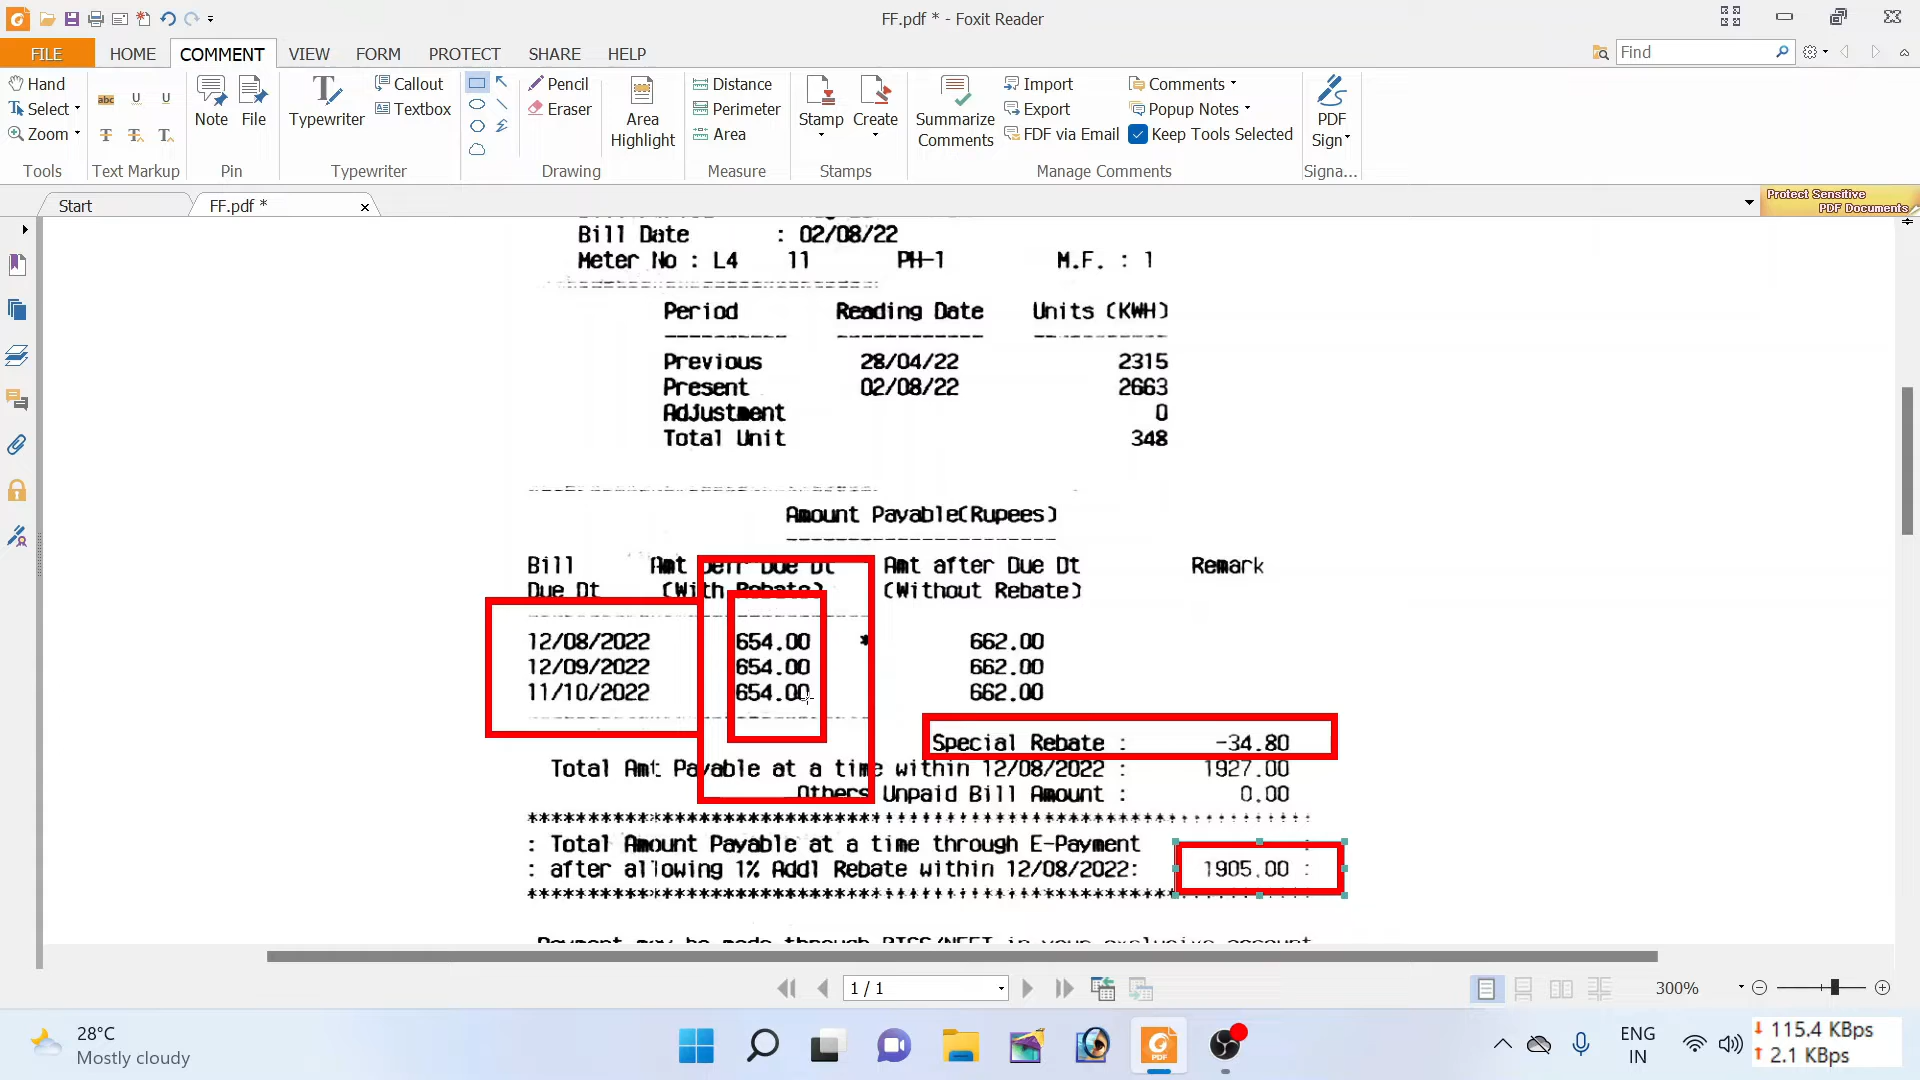 FF.pdf * - Foxit Reader
FILE HOME COMMENT VIEW FORM PROTECT SHARE HELP
Find
Hand
Select
Zoom
Tools
abc U U
T T T
Text Markup
Note File
Pin
Typewriter
Callout
Textbox
Typewriter
Pencil
Eraser
Area
Highlight
Drawing
Distance
Perimeter
Area
Measure
Stamp Create
Stamps
Summarize
Comments
Import
Export
FDF via Email
Comments
Popup Notes
Keep Tools Selected
Manage Comments
PDF
Sign
Signa...
Start
FF.pdf *
Protect Sensitive
PDF Documents
Bill Date : 02/08/22
Meter No : L4 11 PH-1 M.F. : 1
Period Reading Date Units (KWH)
Previous 28/04/22 2315
Present 02/08/22 2663
Adjustment 0
Total Unit 348
Amount Payable(Rupees)
Bill Amt Due Dt Amt after Due Dt Remark
Due Dt (With Rebate) (Without Rebate)
12/08/2022 654.00 * 662.00
12/09/2022 654.00 662.00
11/10/2022 654.00 662.00
Special Rebate : -34.80
Total Amt Payable at a time within 12/08/2022 : 1927.00
Others Unpaid Bill Amount : 0.00
: Total Amount Payable at a time through E-Payment :
: after allowing 1% Addl Rebate within 12/08/2022: 1905.00 :
1 / 1
300%
28°C
Mostly cloudy
PDF
ENG
IN
115.4 KBps
2.1 KBps